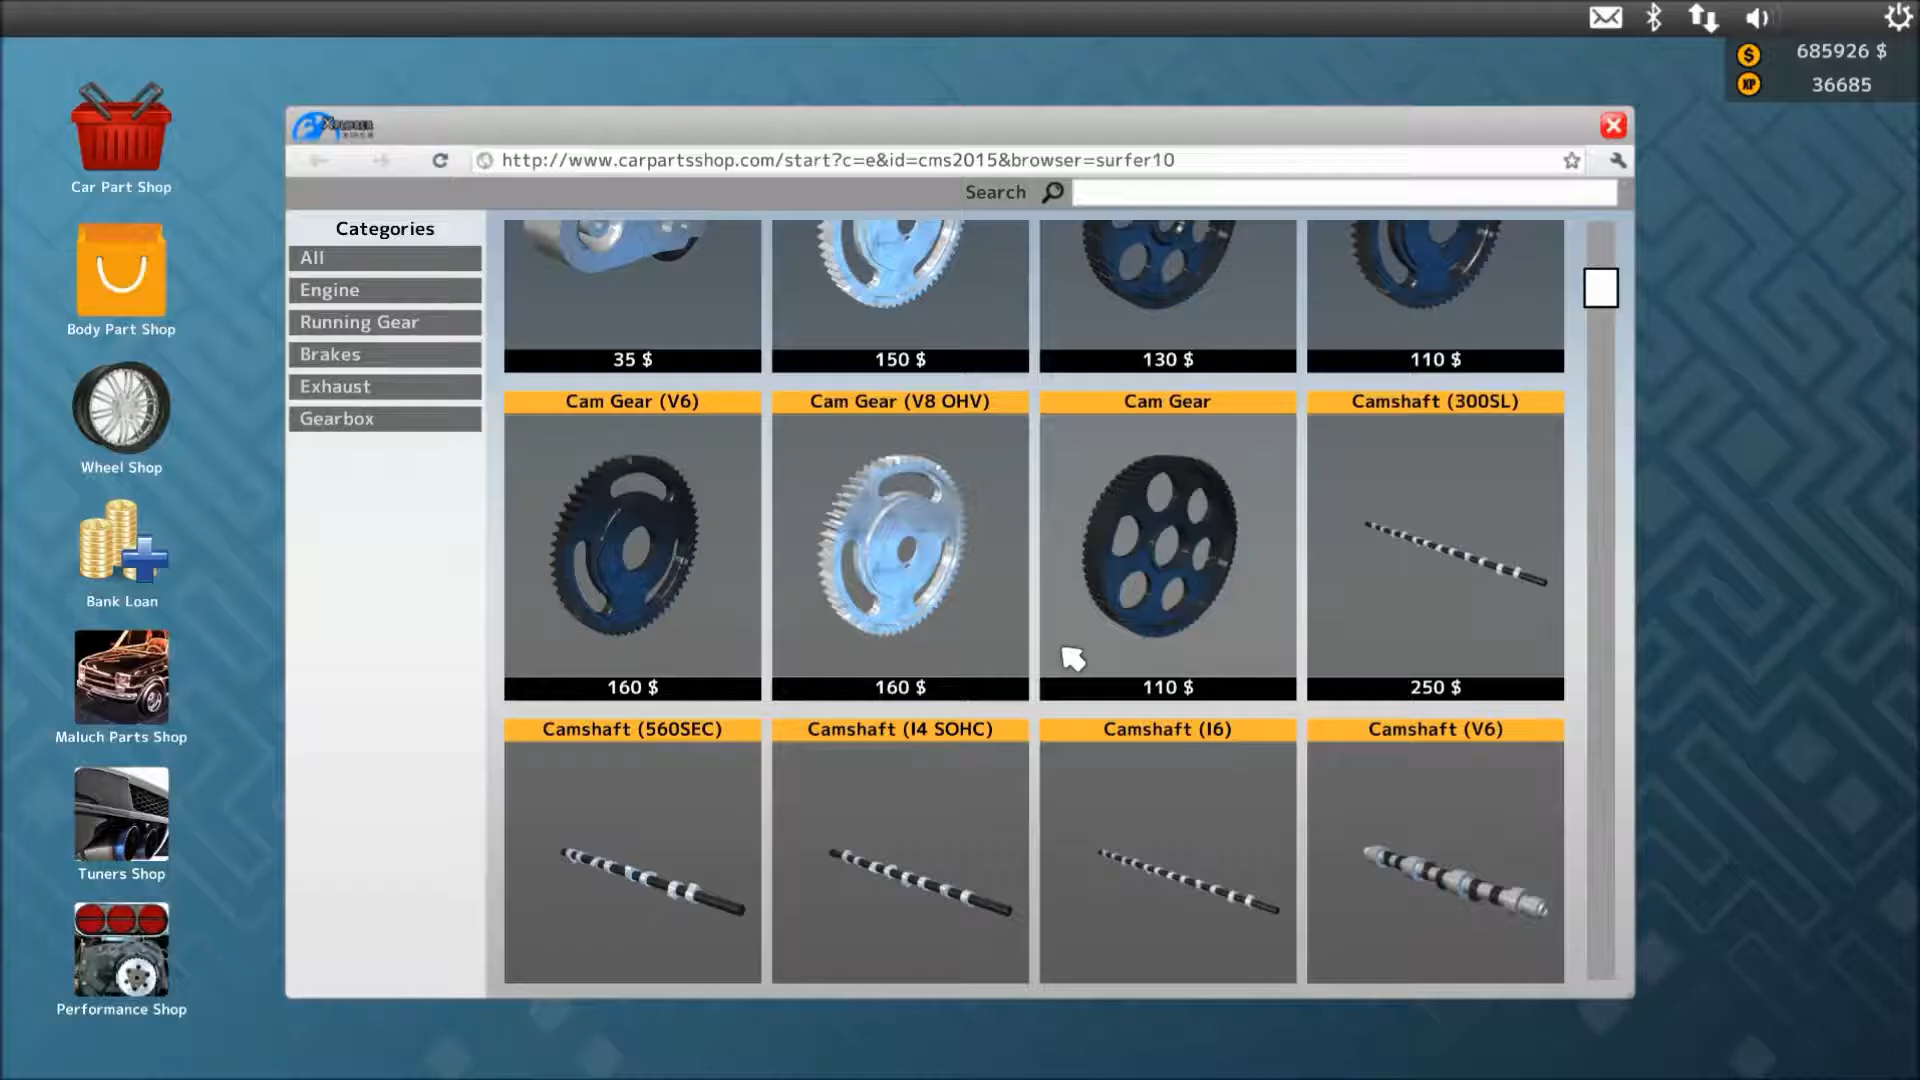 685926 $
XP
36685
Car Part Shop
Body Part Shop
Wheel Shop
Bank Loan
Maluch Parts Shop
Tuners Shop
Performance Shop
http://www.carpartsshop.com/start?c=e&id=cms2015&browser=surfer10
Search
Categories
All
Engine
Running Gear
Brakes
Exhaust
Gearbox
35 $
150 $
130 $
110 $
Cam Gear (V6)
Cam Gear (V8 OHV)
Cam Gear
Camshaft (300SL)
160 $
160 $
110 $
250 $
Camshaft (560SEC)
Camshaft (I4 SOHC)
Camshaft (I6)
Camshaft (V6)